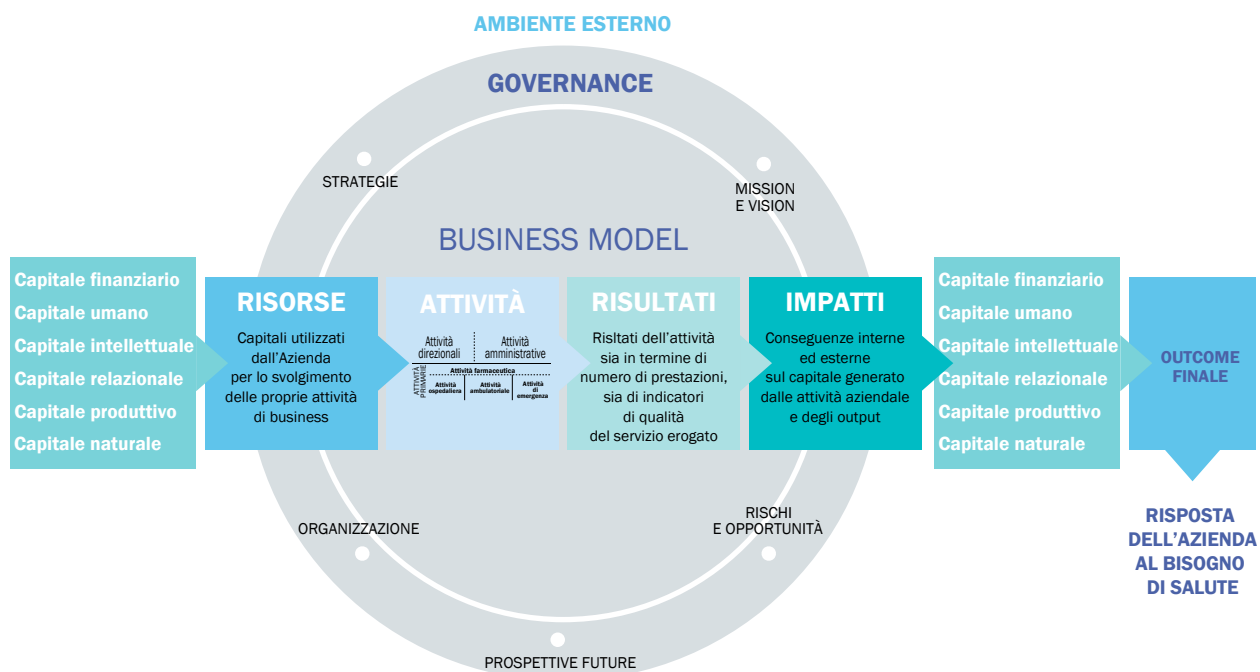 AMBIENTE ESTERNO
GOVERNANCE
STRATEGIE
MISSION
E VISION
BUSINESS MODEL
Capitale finanziario
Capitale umano
Capitale intellettuale
Capitale relazionale
Capitale produttivo
Capitale naturale
RISORSE
Capitali utilizzati
dall'Azienda
per lo svolgimento
delle proprie attività
di business
ATTIVITÀ
Attività
direzionali
Attività
amministrative
ATTIVITÀ
PRIMARIE
Attività farmaceutica
Attività
ospedaliera
Attività
ambulatoriale
Attività
di
emergenza
RISULTATI
Risltati dell'attività
sia in termine di
numero di prestazioni,
sia di indicatori
di qualità
del servizio erogato
IMPATTI
Conseguenze interne
ed esterne
sul capitale generato
dalle attività aziendale
e degli output
Capitale finanziario
Capitale umano
Capitale intellettuale
Capitale relazionale
Capitale produttivo
Capitale naturale
OUTCOME
FINALE
RISPOSTA
DELL'AZIENDA
AL BISOGNO
DI SALUTE
ORGANIZZAZIONE
RISCHI
E OPPORTUNITÀ
PROSPETTIVE FUTURE